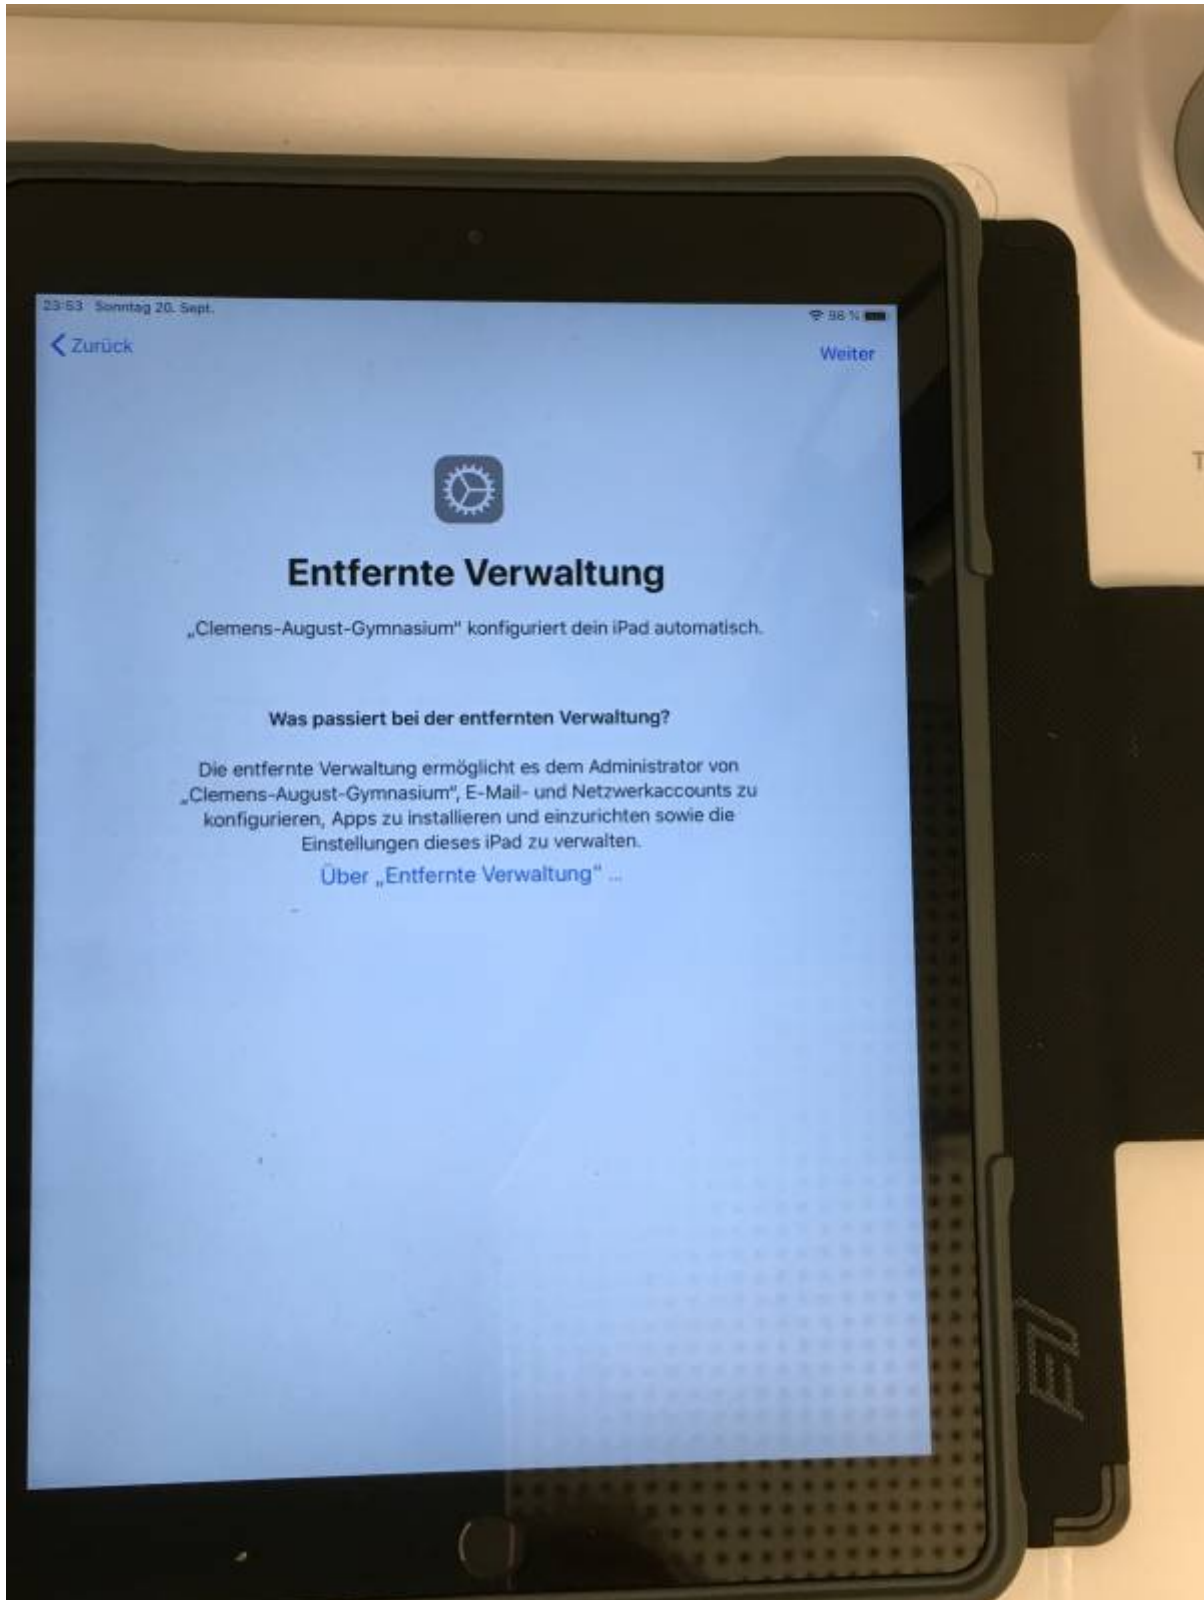 23:53 Sonntag 20. Sept.
98 %
Zurück
Weiter
Entfernte Verwaltung
„Clemens-August-Gymnasium“ konfiguriert dein iPad automatisch.
Was passiert bei der entfernten Verwaltung?
Die entfernte Verwaltung ermöglicht es dem Administrator von
„Clemens-August-Gymnasium“, E-Mail- und Netzwerkaccounts zu
konfigurieren, Apps zu installieren und einzurichten sowie die
Einstellungen dieses iPad zu verwalten.
Über „Entfernte Verwaltung“ ...
T